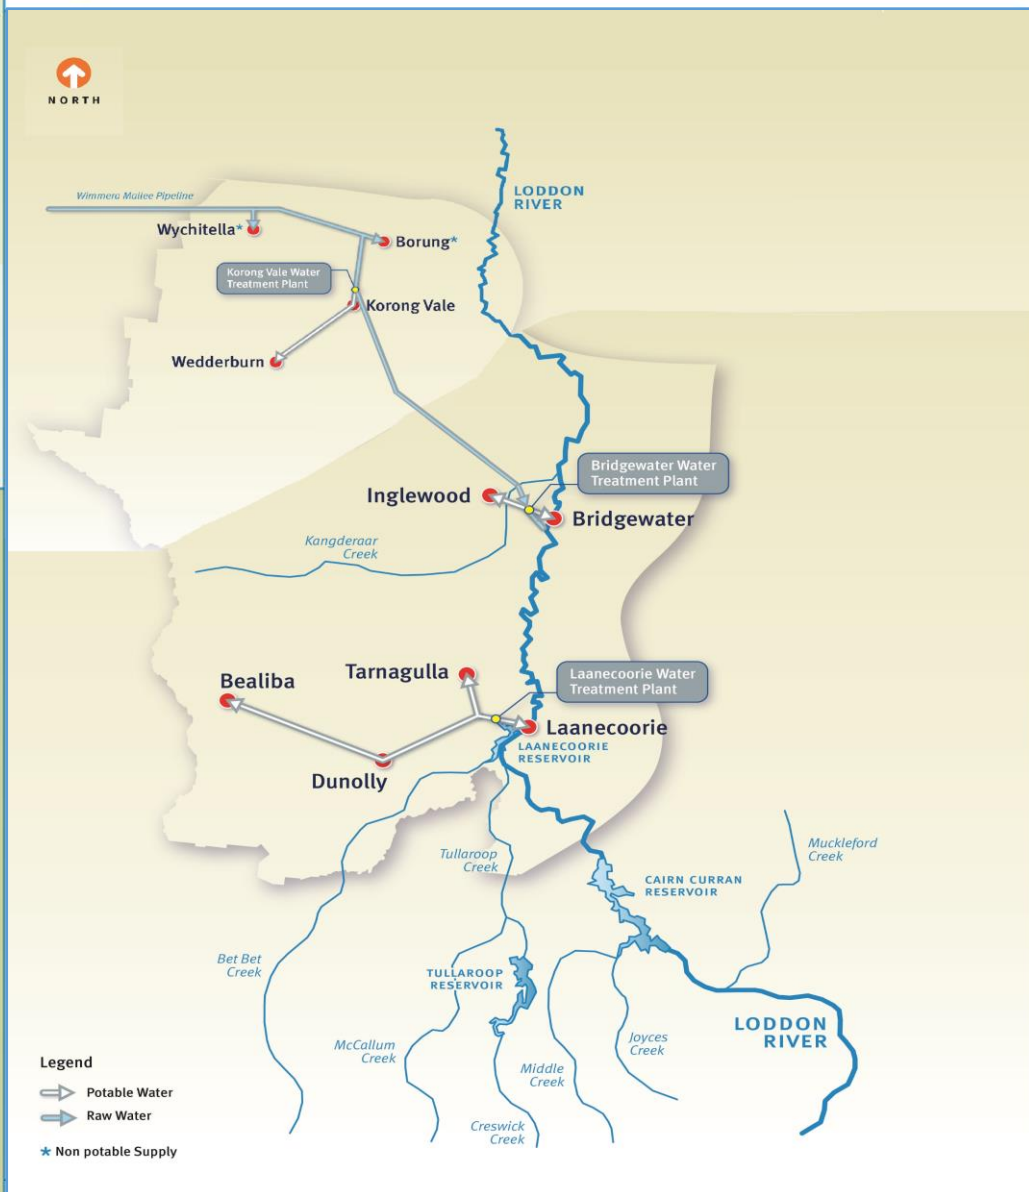 NORTH
LODDON
RIVER
Wimmera Mallee Pipeline
Wychitella*
Borung*
Korong Vale Water
Treatment Plant
Korong Vale
Wedderburn
Bridgewater Water
Treatment Plant
Inglewood
Bridgewater
Kangderaar
Creek
Laanecoorie Water
Treatment Plant
Tarnagulla
Bealiba
Laanecoorie
LAANECOORIE
RESERVOIR
Dunolly
Muckleford
Creek
Tullaroop
Creek
CAIRN CURRAN
RESERVOIR
Bet Bet
Creek
TULLAROOP
RESERVOIR
LODDON
RIVER
McCallum
Creek
Joyces
Creek
Middle
Creek
Creswick
Creek
Legend
Potable Water
Raw Water
* Non potable Supply